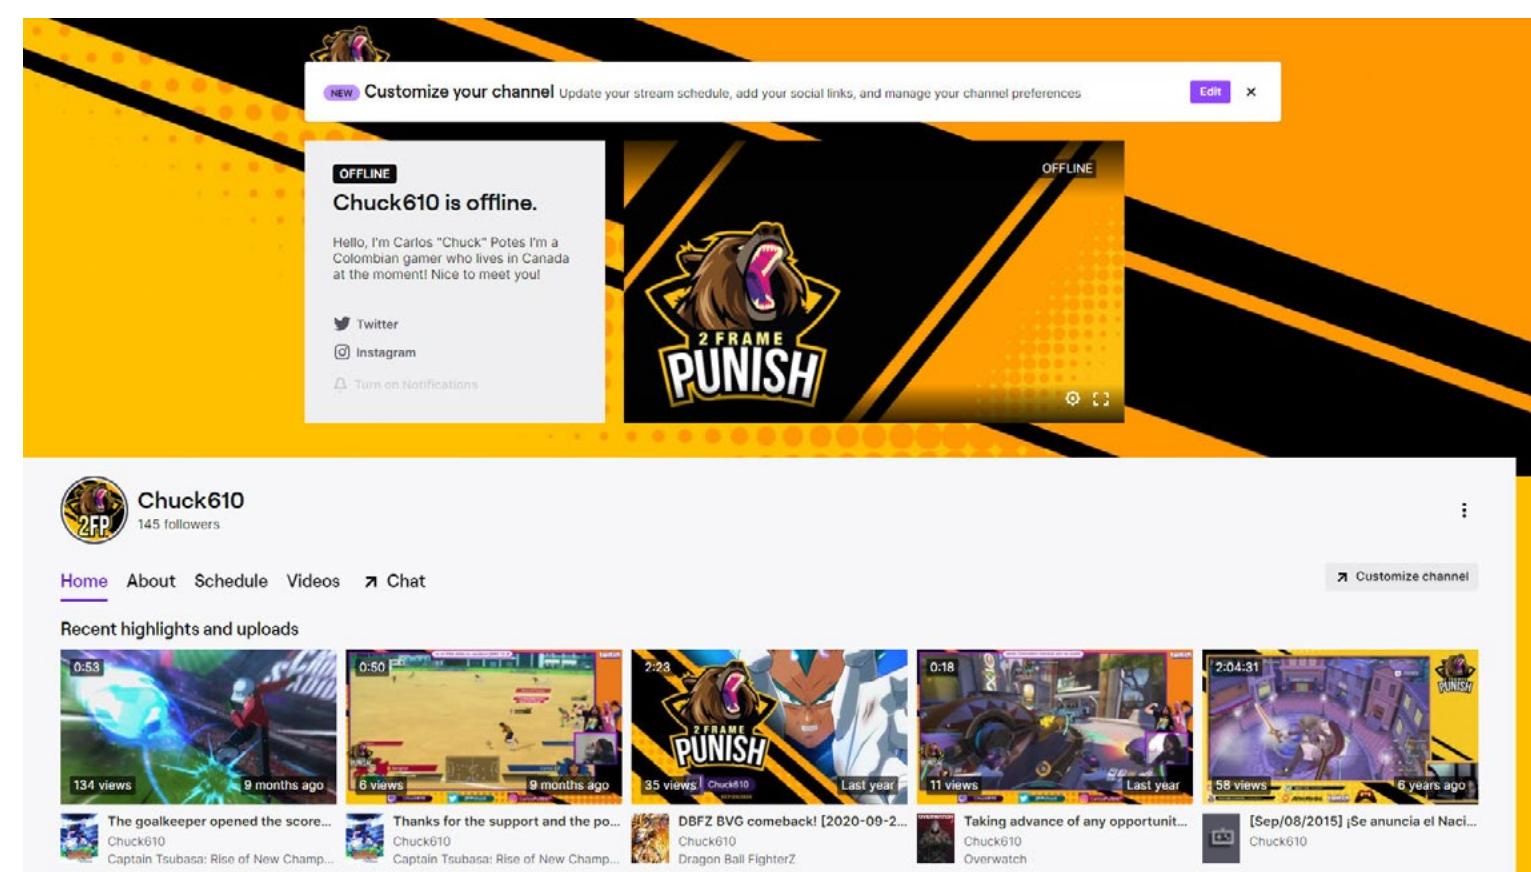 NEW Customize your channel Update your stream schedule, add your social links, and manage your channel preferences Edit
OFFLINE
Chuck610 is offline.
Hello, I'm Carlos "Chuck" Potes I'm a
Colombian gamer who lives in Canada
at the moment! Nice to meet you!
Twitter
Instagram
Turn on Notifications
OFFLINE
2 FRAME
PUNISH
2FP
Chuck610
145 followers
Home About Schedule Videos Chat
Customize channel
Recent highlights and uploads
0:53
134 views 9 months ago
The goalkeeper opened the score...
Chuck610
Captain Tsubasa: Rise of New Champ...
0:50
6 views 9 months ago
Thanks for the support and the po...
Chuck610
Captain Tsubasa: Rise of New Champ...
2:23
2 FRAME
PUNISH
Chuck610
35 views Last year
DBFZ BVG comeback! [2020-09-2...
Chuck610
Dragon Ball FighterZ
0:18
11 views Last year
Taking advance of any opportunit...
Chuck610
Overwatch
2:04:31
PUNISH
58 views 6 years ago
[Sep/08/2015] ¡Se anuncia el Naci...
Chuck610